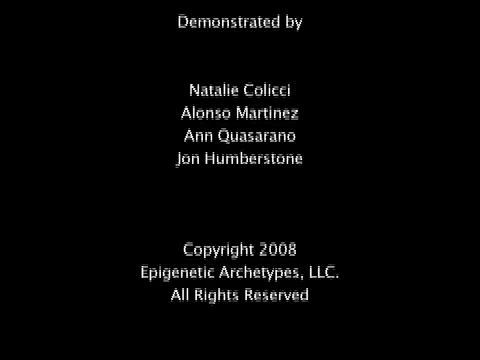 Demonstrated by
Natalie Colicci
Alonso Martinez
Ann Quasarano
Jon Humberstone
Copyright 2008
Epigenetic Archetypes, LLC.
All Rights Reserved